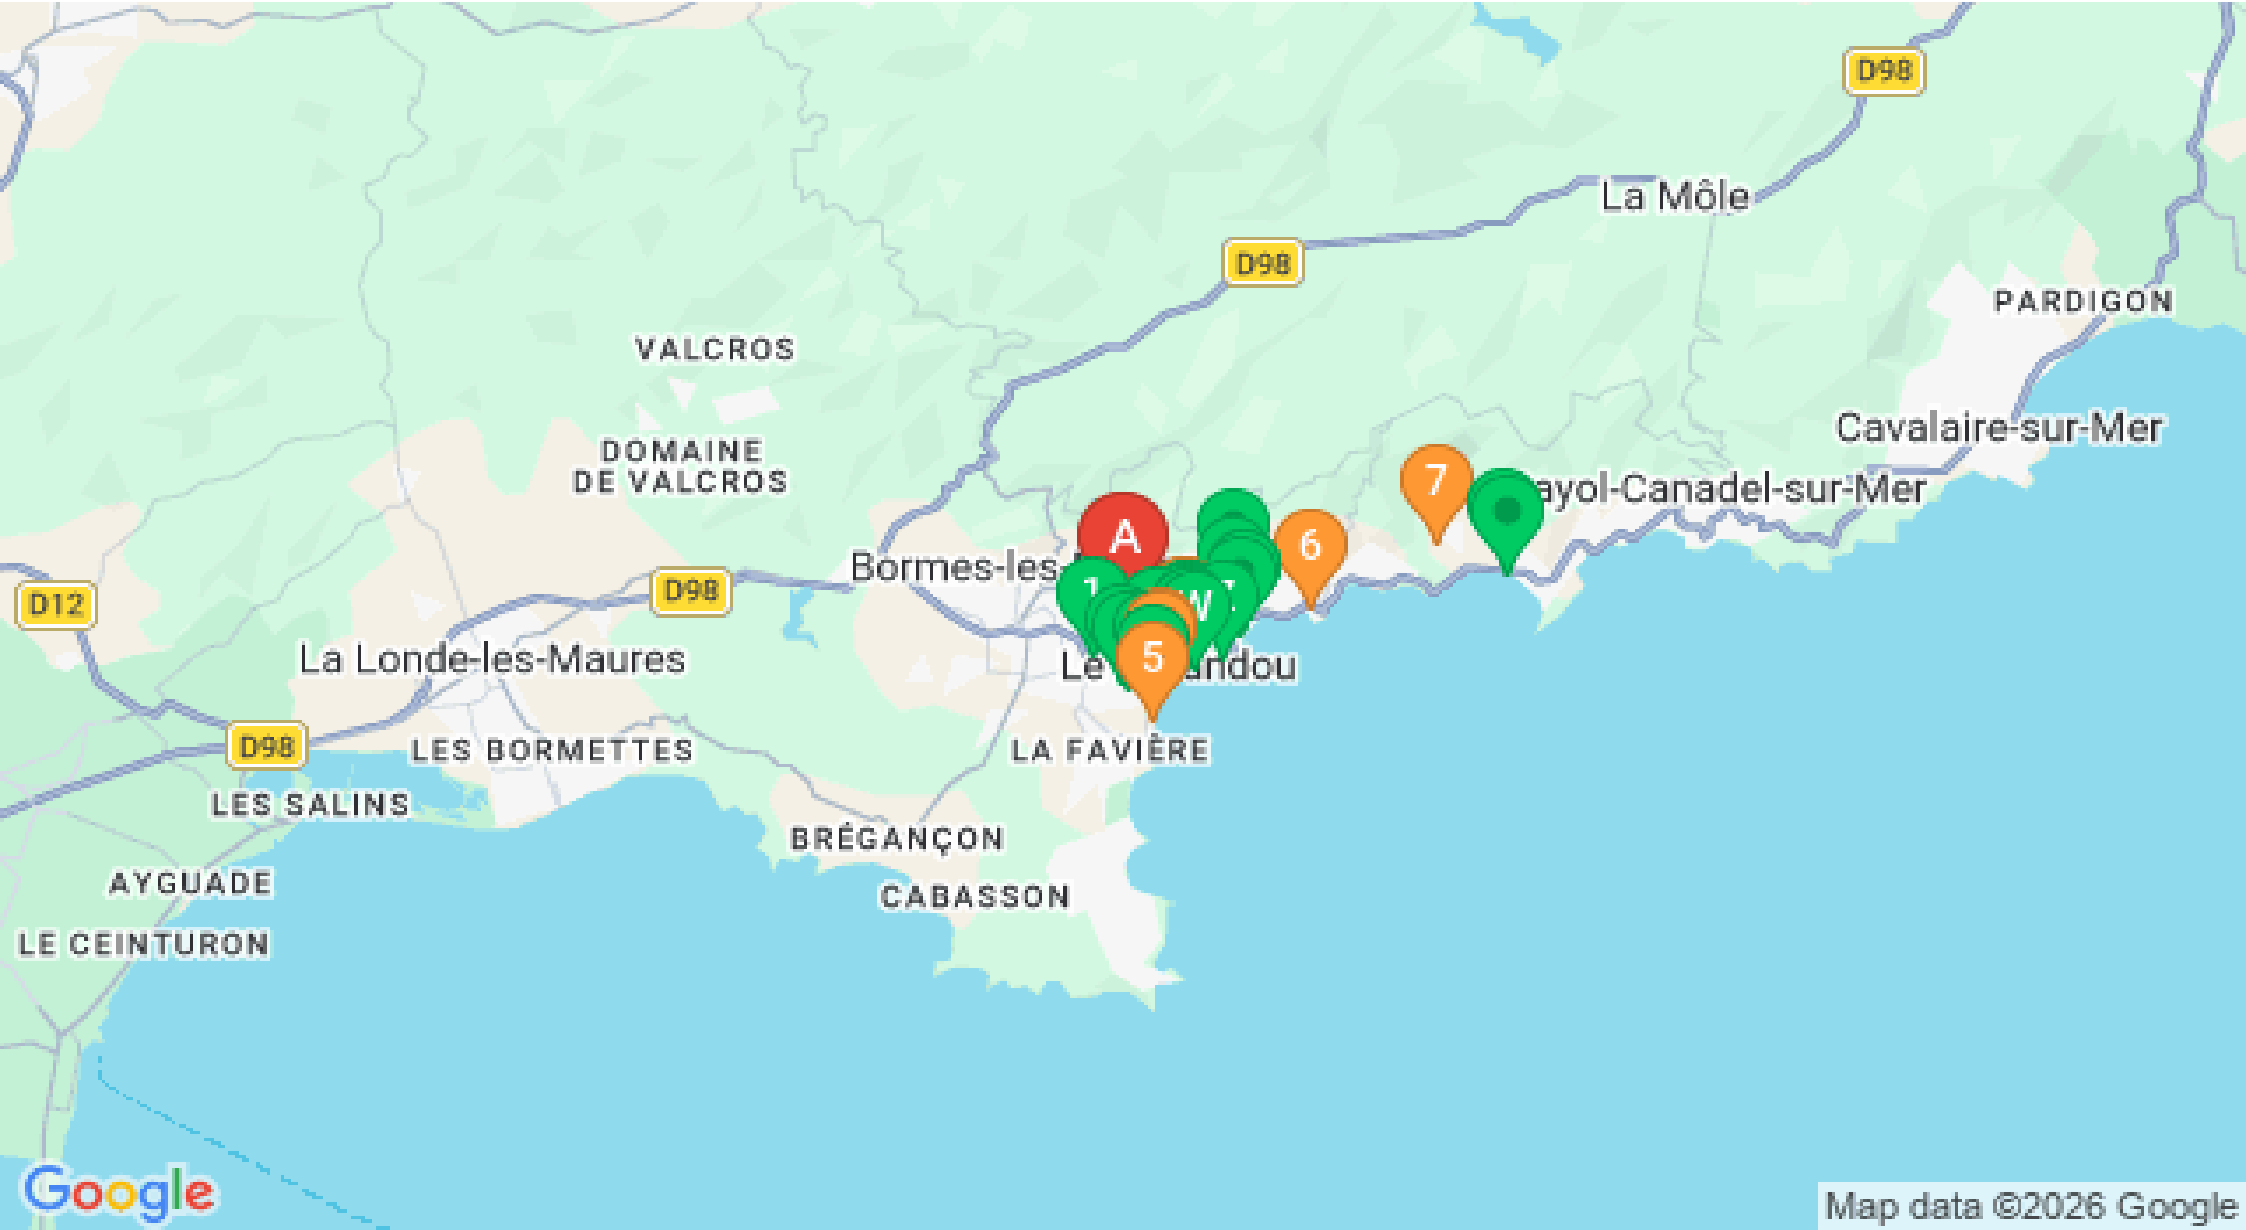 D98
La Môle
D98
PARDIGON
VALCROS
Cavalaire-sur-Mer
DOMAINE
DE VALCROS
7
ayol-Canadel-sur-Mer
A
6
Bormes-les-
1
W
D98
D12
5
La Londe-les-Maures
Le
ndou
D98
LES BORMETTES
LA FAVIÈRE
LES SALINS
BRÉGANÇON
AYGUADE
CABASSON
LE CEINTURON
Google
Map data ©2026 Google